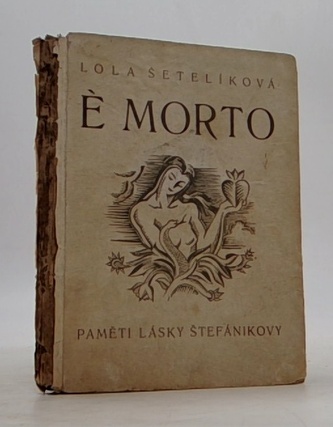 LOLA ŠETELÍKOVÁ
È MORTO
PAMĚTI LÁSKY ŠTEFÁNIKOVY